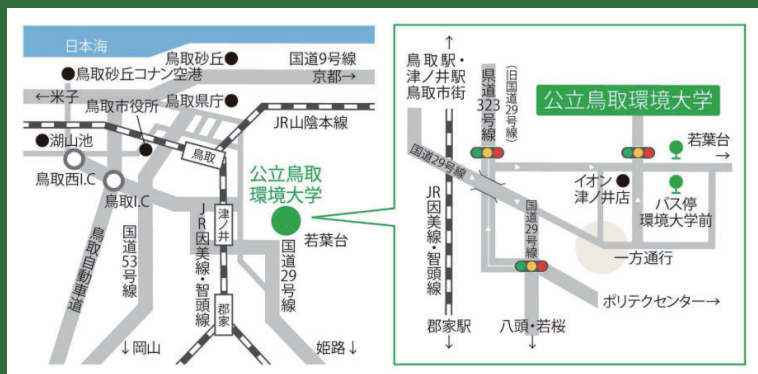 日本海
鳥取砂丘
国道9号線
鳥取砂丘コナン空港
京都→
←米子
鳥取県庁
鳥取市役所
JR山陰本線
湖山池
鳥取
鳥取西I.C
公立鳥取
環境大学
鳥取I.C
津ノ井
若葉台
鳥取自動車道
国道53号線
JR因美線・智頭線
国道29号線
郡家
↓岡山
姫路↓
↑
鳥取駅・
津ノ井駅
鳥取市街
県道323号線
(旧国道29号線)
公立鳥取環境大学
若葉台
→
国道29号線
イオン
津ノ井店
バス停
環境大学前
JR因美線・智頭線
国道29号線
一方通行
ポリテクセンター→
郡家駅
↓
八頭・若桜
↓